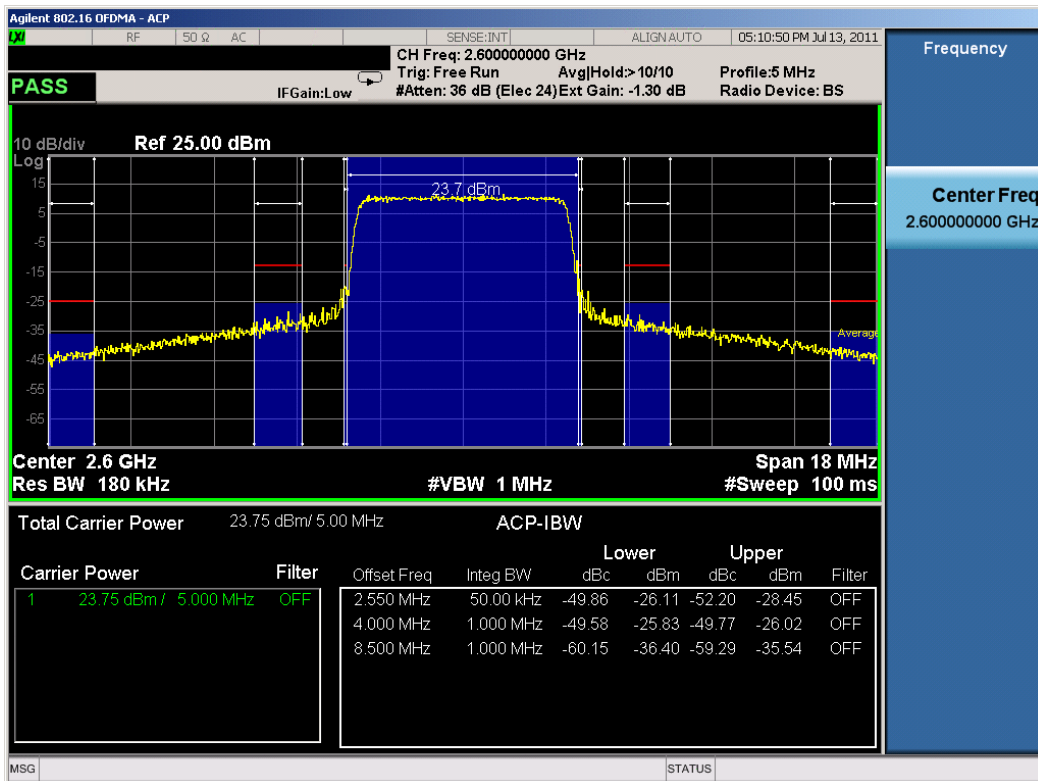 Agilent 802.16 OFDMA - ACP
LXI RF 50 Ω AC SENSE:INT ALIGN AUTO 05:10:50 PM Jul 13, 2011
CH Freq: 2.600000000 GHz
Trig: Free Run Avg|Hold:> 10/10 Profile:5 MHz
PASS IFGain:Low #Atten: 36 dB (Elec 24) Ext Gain: -1.30 dB Radio Device: BS
10 dB/div Ref 25.00 dBm
Log
15
23.7 dBm
5
-5
-15
-25
-35
Average
-45
-55
-65
Center 2.6 GHz Span 18 MHz
Res BW 180 kHz #VBW 1 MHz #Sweep 100 ms
Total Carrier Power 23.75 dBm/ 5.00 MHz ACP-IBW
Lower Upper
Carrier Power Filter Offset Freq Integ BW dBc dBm dBc dBm Filter
1 23.75 dBm / 5.000 MHz OFF 2.550 MHz 50.00 kHz -49.86 -26.11 -52.20 -28.45 OFF
4.000 MHz 1.000 MHz -49.58 -25.83 -49.77 -26.02 OFF
8.500 MHz 1.000 MHz -60.15 -36.40 -59.29 -35.54 OFF
MSG STATUS
Frequency
Center Freq
2.600000000 GHz